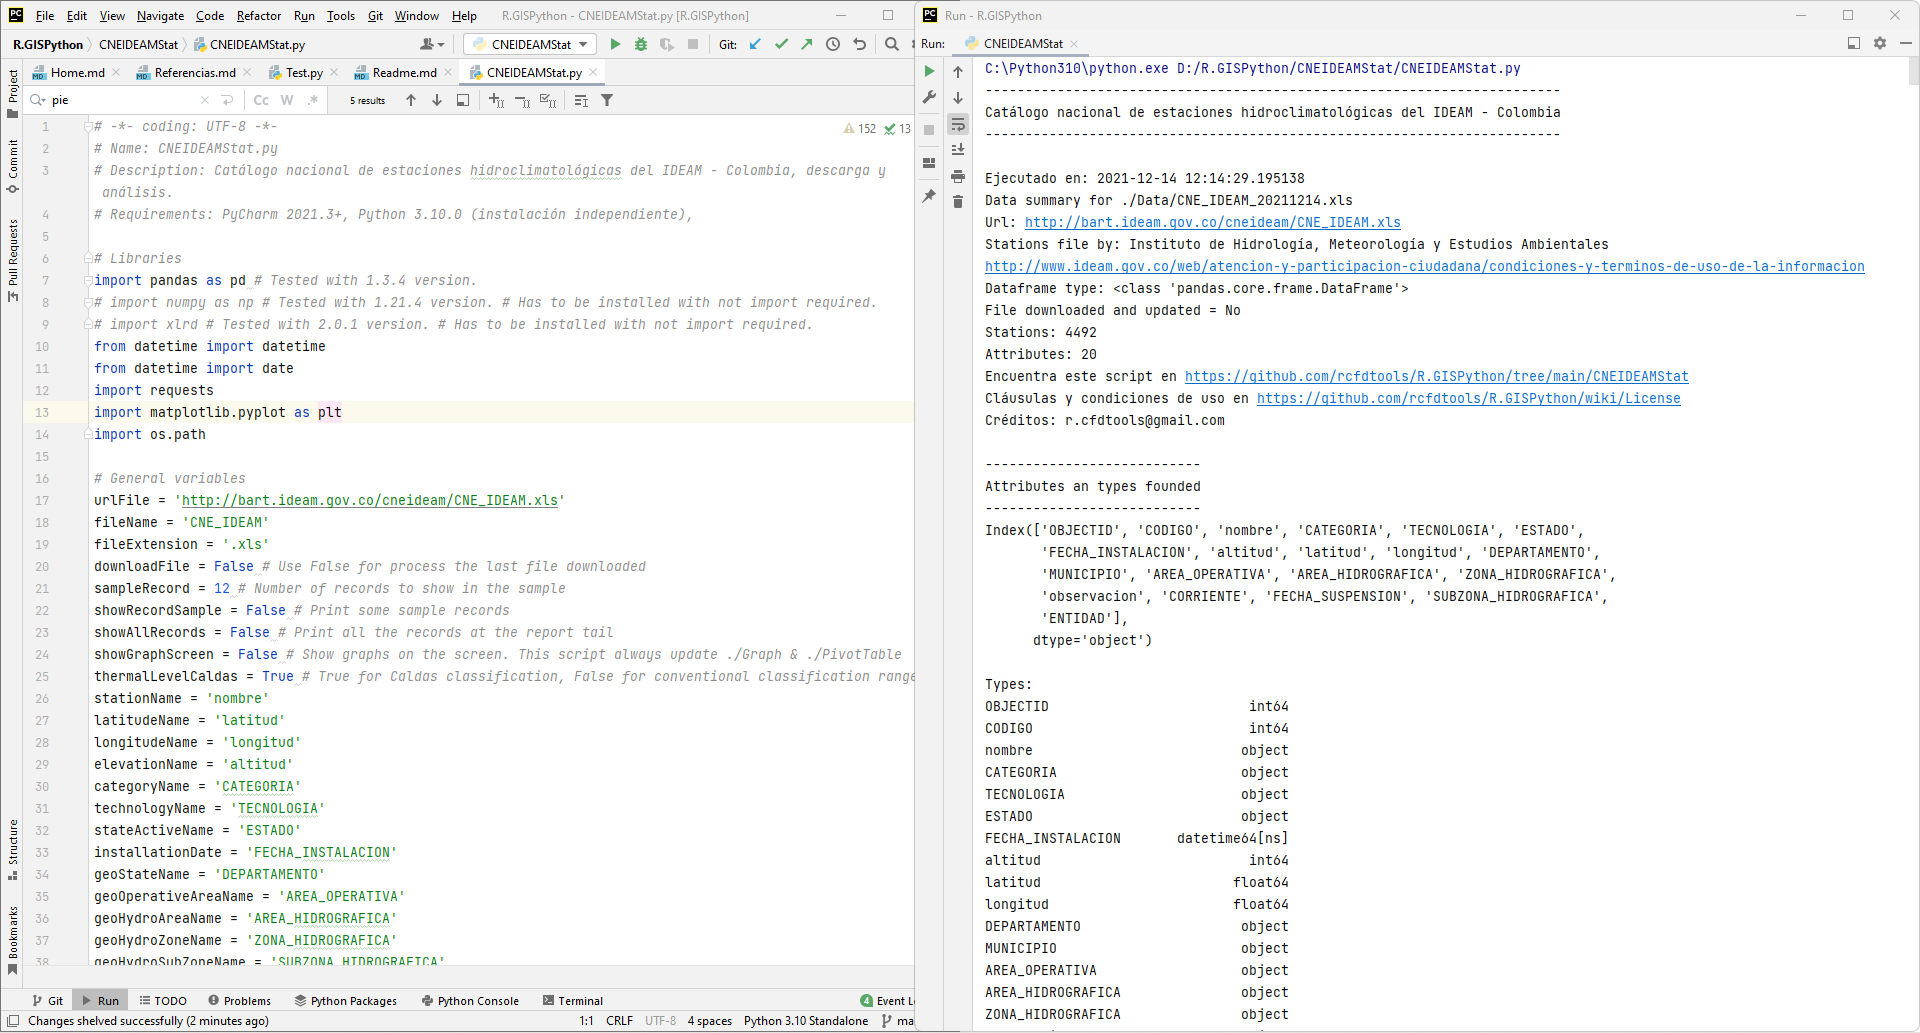 File Edit View Navigate Code Refactor Run Tools Git Window Help R.GISPython - CNEIDEAMStat.py [R.GISPython]
R.GISPython CNEIDEAMStat CNEIDEAMStat.py CNEIDEAMStat Git:
Home.md Referencias.md Test.py Readme.md CNEIDEAMStat.py
pie Cc W .* 5 results
152 13
Project
Commit
Pull Requests
Structure
Bookmarks
1 # -*- coding: UTF-8 -*-
2 # Name: CNEIDEAMStat.py
3 # Description: Catálogo nacional de estaciones hidroclimatológicas del IDEAM - Colombia, descarga y
análisis.
4 # Requirements: PyCharm 2021.3+, Python 3.10.0 (instalación independiente),
5
6 # Libraries
7 import pandas as pd # Tested with 1.3.4 version.
8 # import numpy as np # Tested with 1.21.4 version. # Has to be installed with not import required.
9 # import xlrd # Tested with 2.0.1 version. # Has to be installed with not import required.
10 from datetime import datetime
11 from datetime import date
12 import requests
13 import matplotlib.pyplot as plt
14 import os.path
15
16 # General variables
17 urlFile = 'http://bart.ideam.gov.co/cneideam/CNE_IDEAM.xls'
18 fileName = 'CNE_IDEAM'
19 fileExtension = '.xls'
20 downloadFile = False # Use False for process the last file downloaded
21 sampleRecord = 12 # Number of records to show in the sample
22 showRecordSample = False # Print some sample records
23 showAllRecords = False # Print all the records at the report tail
24 showGraphScreen = False # Show graphs on the screen. This script always update ./Graph & ./PivotTable
25 thermalLevelCaldas = True # True for Caldas classification, False for conventional classification range
26 stationName = 'nombre'
27 latitudeName = 'latitud'
28 longitudeName = 'longitud'
29 elevationName = 'altitud'
30 categoryName = 'CATEGORIA'
31 technologyName = 'TECNOLOGIA'
32 stateActiveName = 'ESTADO'
33 installationDate = 'FECHA_INSTALACION'
34 geoStateName = 'DEPARTAMENTO'
35 geoOperativeAreaName = 'AREA_OPERATIVA'
36 geoHydroAreaName = 'AREA_HIDROGRAFICA'
37 geoHydroZoneName = 'ZONA_HIDROGRAFICA'
38 geoHydroSubZoneName = 'SUBZONA_HIDROGRAFICA'
Git Run TODO Problems Python Packages Python Console Terminal 4 Event L
Changes shelved successfully (2 minutes ago) 1:1 CRLF UTF-8 4 spaces Python 3.10 Standalone ma
Run - R.GISPython
Run: CNEIDEAMStat
C:\Python310\python.exe D:/R.GISPython/CNEIDEAMStat/CNEIDEAMStat.py
------------------------------------------------------------------------
Catálogo nacional de estaciones hidroclimatológicas del IDEAM - Colombia
------------------------------------------------------------------------
Ejecutado en: 2021-12-14 12:14:29.195138
Data summary for ./Data/CNE_IDEAM_20211214.xls
Url: http://bart.ideam.gov.co/cneideam/CNE_IDEAM.xls
Stations file by: Instituto de Hidrología, Meteorología y Estudios Ambientales
http://www.ideam.gov.co/web/atencion-y-participacion-ciudadana/condiciones-y-terminos-de-uso-de-la-informacion
Dataframe type: <class 'pandas.core.frame.DataFrame'>
File downloaded and updated = No
Stations: 4492
Attributes: 20
Encuentra este script en https://github.com/rcfdtools/R.GISPython/tree/main/CNEIDEAMStat
Cláusulas y condiciones de uso en https://github.com/rcfdtools/R.GISPython/wiki/License
Créditos: r.cfdtools@gmail.com
---------------------------
Attributes an types founded
---------------------------
Index(['OBJECTID', 'CODIGO', 'nombre', 'CATEGORIA', 'TECNOLOGIA', 'ESTADO',
'FECHA_INSTALACION', 'altitud', 'latitud', 'longitud', 'DEPARTAMENTO',
'MUNICIPIO', 'AREA_OPERATIVA', 'AREA_HIDROGRAFICA', 'ZONA_HIDROGRAFICA',
'observacion', 'CORRIENTE', 'FECHA_SUSPENSION', 'SUBZONA_HIDROGRAFICA',
'ENTIDAD'],
dtype='object')
Types:
OBJECTID int64
CODIGO int64
nombre object
CATEGORIA object
TECNOLOGIA object
ESTADO object
FECHA_INSTALACION datetime64[ns]
altitud int64
latitud float64
longitud float64
DEPARTAMENTO object
MUNICIPIO object
AREA_OPERATIVA object
AREA_HIDROGRAFICA object
ZONA_HIDROGRAFICA object